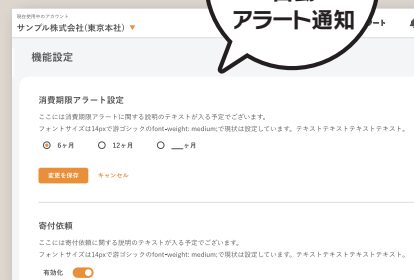 アラート通知
現在使用中のアカウント
サンプル株式会社(東京本社) ▼
ート
機能設定
消費期限アラート設定
ここには消費期限アラートに関する説明のテキストが入る予定でございます。
フォントサイズは14pxで游ゴシックのfont-weight: medium;で現状は設定しています。テキストテキストテキストテキスト。
6ヶ月 12ヶ月 __ヶ月
変更を保存 キャンセル
寄付依頼
ここには寄付依頼に関する説明のテキストが入る予定でございます。
フォントサイズは14pxで游ゴシックのfont-weight: medium;で現状は設定しています。テキストテキストテキストテキスト。
有効化